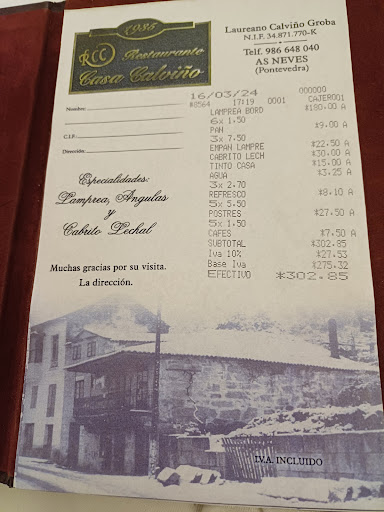 1985
RCC Restaurante
Casa Calviño
Laureano Calviño Groba
N.I.F. 34.871.770-K
Telf. 986 648 040
AS NEVES
(Pontevedra)
Nombre:
C.I.F.
Dirección:
Especialidades:
Lamprea, Angulas
y
Cabrito Lechal
Muchas gracias por su visita.
La dirección.
16/03/24 000000
*8564 17:19 0001 CAJERO01
LAMPREA BORD *180.00 A
6x 1.50
PAN *9.00 A
3x 7.50
EMPAN LAMPRE *22.50 A
CABRITO LECH *30.00 A
TINTO CASA *15.00 A
AGUA *3.25 A
3x 2.70
REFRESCO *8.10 A
5x 5.50
POSTRES *27.50 A
5x 1.50
CAFES *7.50 A
SUBTOTAL *302.85
Iva 10% *27.53
Base Iva *275.32
EFECTIVO *302.85
I.V.A. INCLUIDO